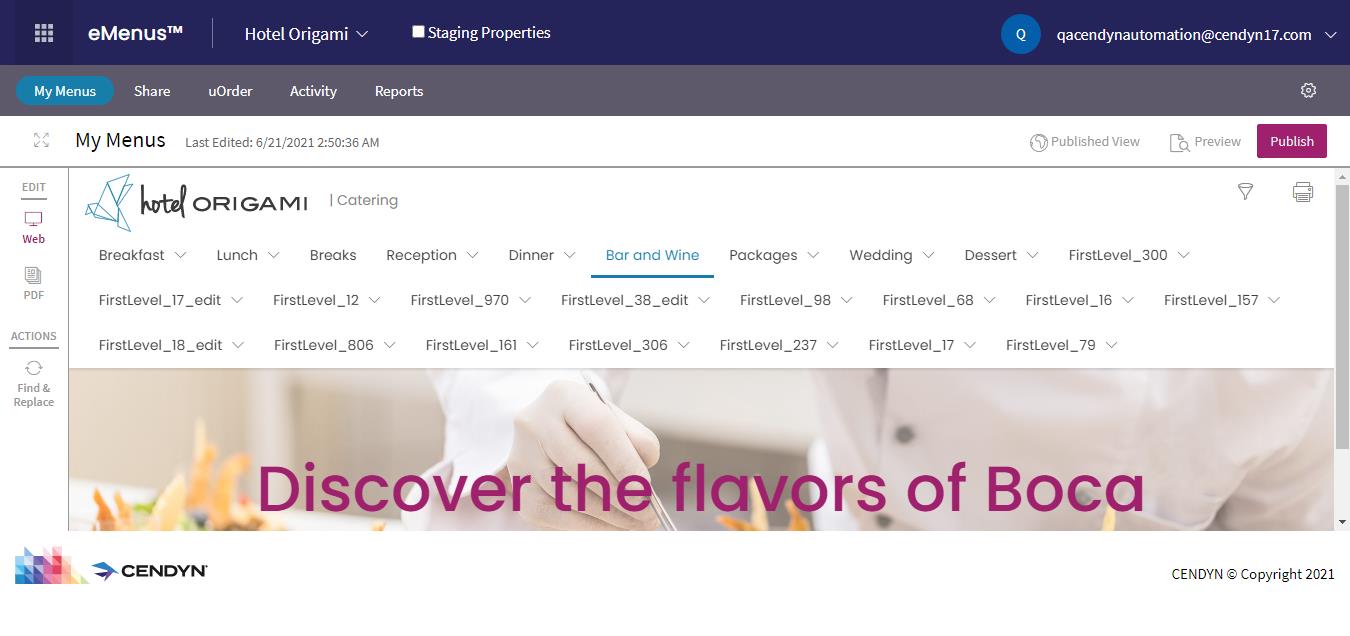 eMenus™ Hotel Origami Staging Properties Q qacendynautomation@cendyn17.com
My Menus Share uOrder Activity Reports
My Menus Last Edited: 6/21/2021 2:50:36 AM Published View Preview Publish
EDIT
Web
PDF
ACTIONS
Find &
Replace
hotel ORIGAMI | Catering
Breakfast Lunch Breaks Reception Dinner Bar and Wine Packages Wedding Dessert FirstLevel_300
FirstLevel_17_edit FirstLevel_12 FirstLevel_970 FirstLevel_38_edit FirstLevel_98 FirstLevel_68 FirstLevel_16 FirstLevel_157
FirstLevel_18_edit FirstLevel_806 FirstLevel_161 FirstLevel_306 FirstLevel_237 FirstLevel_17 FirstLevel_79
Discover the flavors of Boca
CENDYN CENDYN © Copyright 2021